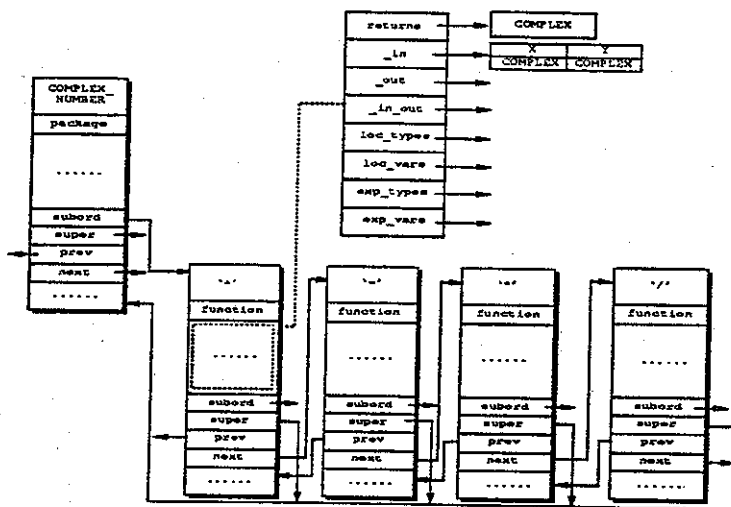 returns
COMPLEX
_in
X Y
COMPLEX COMPLEX
_out
_in_out
loc_types
loc_vars
exp_types
exp_vars
COMPLEX_
NUMBER
package
......
subord
super
prev
next
......
function
......
subord
super
prev
next
......
'-'
function
......
subord
super
prev
next
......
'*'
function
......
subord
super
prev
next
......
'/'
function
......
subord
super
prev
next
......